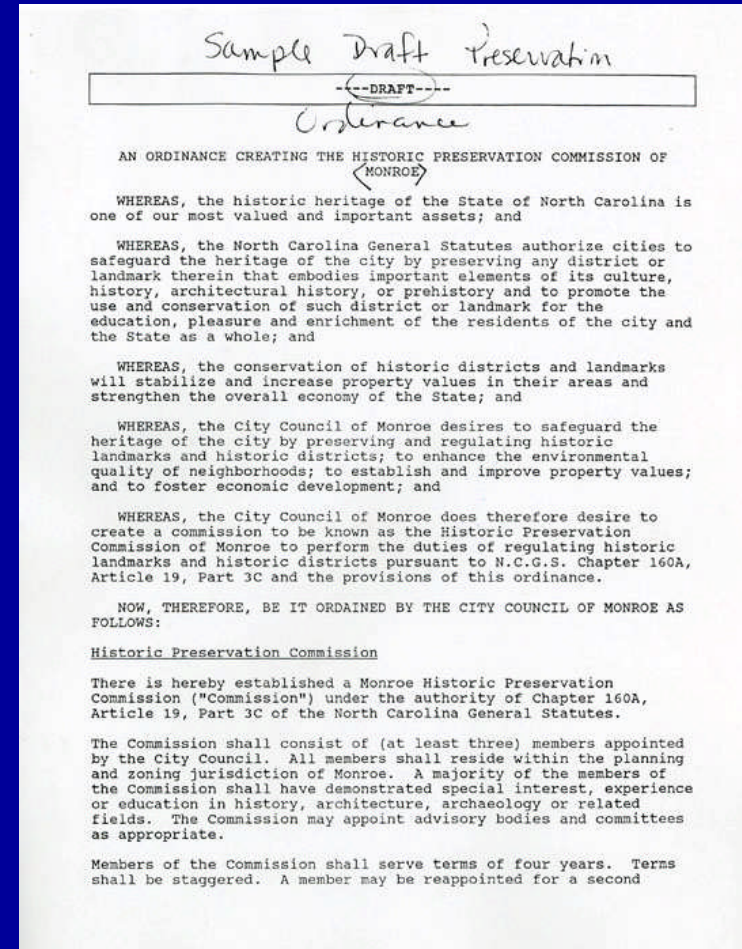 Sample Draft Preservation
----DRAFT----
Ordinance
AN ORDINANCE CREATING THE HISTORIC PRESERVATION COMMISSION OF
MONROE
WHEREAS, the historic heritage of the State of North Carolina is
one of our most valued and important assets; and
WHEREAS, the North Carolina General Statutes authorize cities to
safeguard the heritage of the city by preserving any district or
landmark therein that embodies important elements of its culture,
history, architectural history, or prehistory and to promote the
use and conservation of such district or landmark for the
education, pleasure and enrichment of the residents of the city and
the State as a whole; and
WHEREAS, the conservation of historic districts and landmarks
will stabilize and increase property values in their areas and
strengthen the overall economy of the State; and
WHEREAS, the City Council of Monroe desires to safeguard the
heritage of the city by preserving and regulating historic
landmarks and historic districts; to enhance the environmental
quality of neighborhoods; to establish and improve property values;
and to foster economic development; and
WHEREAS, the City Council of Monroe does therefore desire to
create a commission to be known as the Historic Preservation
Commission of Monroe to perform the duties of regulating historic
landmarks and historic districts pursuant to N.C.G.S. Chapter 160A,
Article 19, Part 3C and the provisions of this ordinance.
NOW, THEREFORE, BE IT ORDAINED BY THE CITY COUNCIL OF MONROE AS
FOLLOWS:
Historic Preservation Commission
There is hereby established a Monroe Historic Preservation
Commission ("Commission") under the authority of Chapter 160A,
Article 19, Part 3C of the North Carolina General Statutes.
The Commission shall consist of (at least three) members appointed
by the City Council. All members shall reside within the planning
and zoning jurisdiction of Monroe. A majority of the members of
the Commission shall have demonstrated special interest, experience
or education in history, architecture, archaeology or related
fields. The Commission may appoint advisory bodies and committees
as appropriate.
Members of the Commission shall serve terms of four years. Terms
shall be staggered. A member may be reappointed for a second